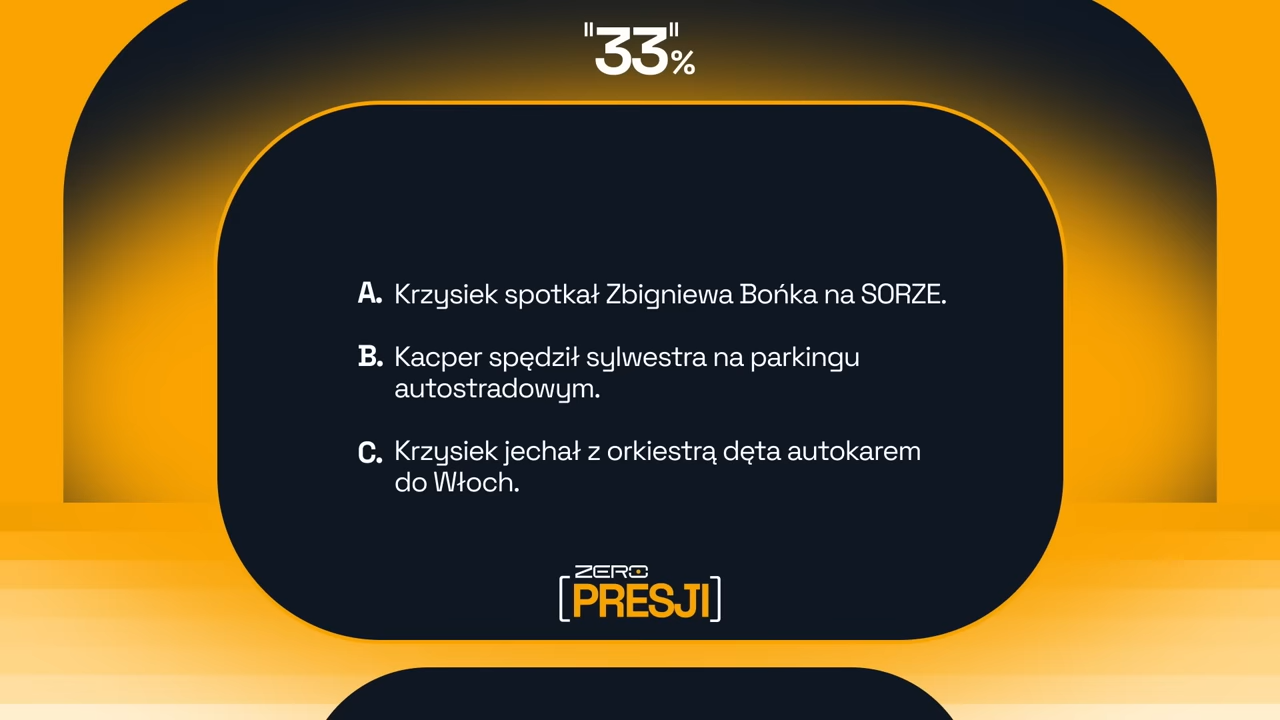 "33"%
A. Krzysiek spotkał Zbigniewa Bońka na SORZE.
B. Kacper spędził sylwestra na parkingu
autostradowym.
C. Krzysiek jechał z orkiestrą dęta autokarem
do Włoch.
ZERO
[PRESJI]